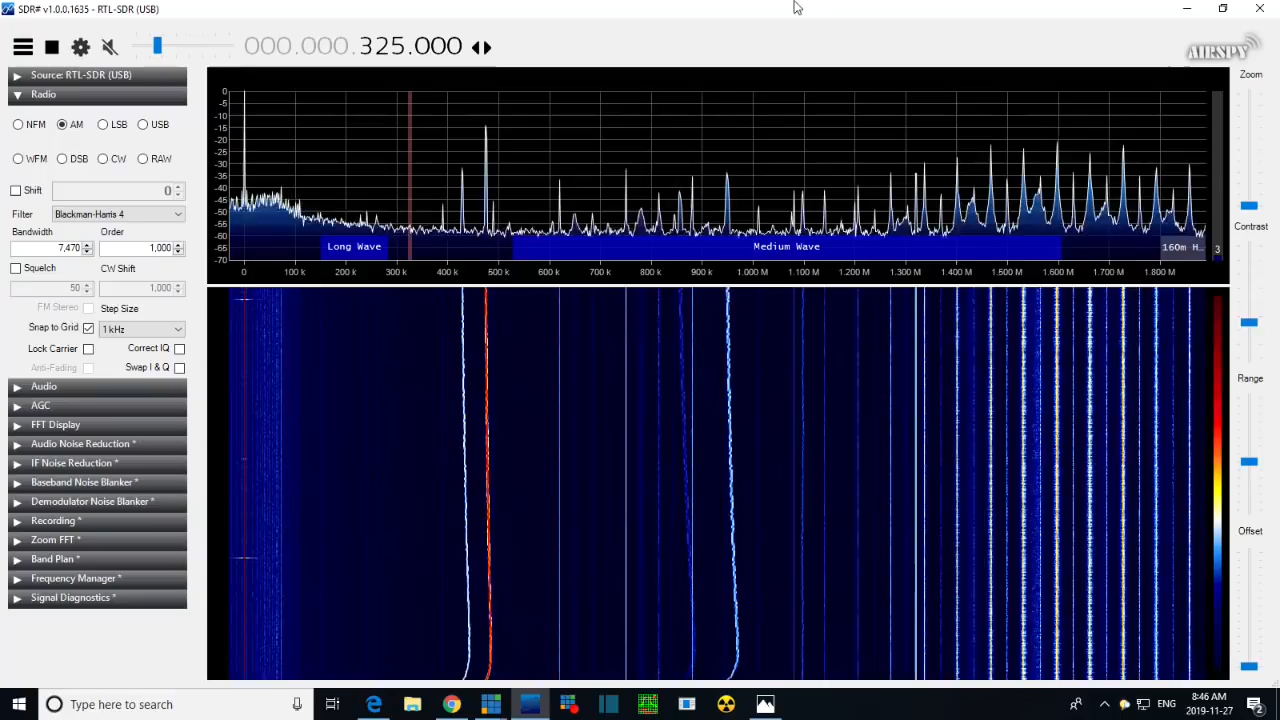 SDR# v1.0.0.1635 - RTL-SDR (USB)
000.000.325.000
AIRSPY
Source: RTL-SDR (USB)
Radio
NFM AM LSB USB
WFM DSB CW RAW
Shift 0
Filter Blackman-Harris 4
Bandwidth Order
7,470 1,000
Squelch CW Shift
50 1,000
FM Stereo Step Size
Snap to Grid 1 kHz
Lock Carrier Correct IQ
Anti-Fading Swap I & Q
Audio
AGC
FFT Display
Audio Noise Reduction *
IF Noise Reduction *
Baseband Noise Blanker *
Demodulator Noise Blanker *
Recording *
Zoom FFT *
Band Plan *
Frequency Manager *
Signal Diagnostics *
0
-5
-10
-15
-20
-25
-30
-35
-40
-45
-50
-55
-60
-65
-70
Long Wave Medium Wave 160m H...
3
0 100 k 200 k 300 k 400 k 500 k 600 k 700 k 800 k 900 k 1.000 M 1.100 M 1.200 M 1.300 M 1.400 M 1.500 M 1.600 M 1.700 M 1.800 M
Zoom
Contrast
Range
Offset
Type here to search
ENG
8:46 AM
2019-11-27
2